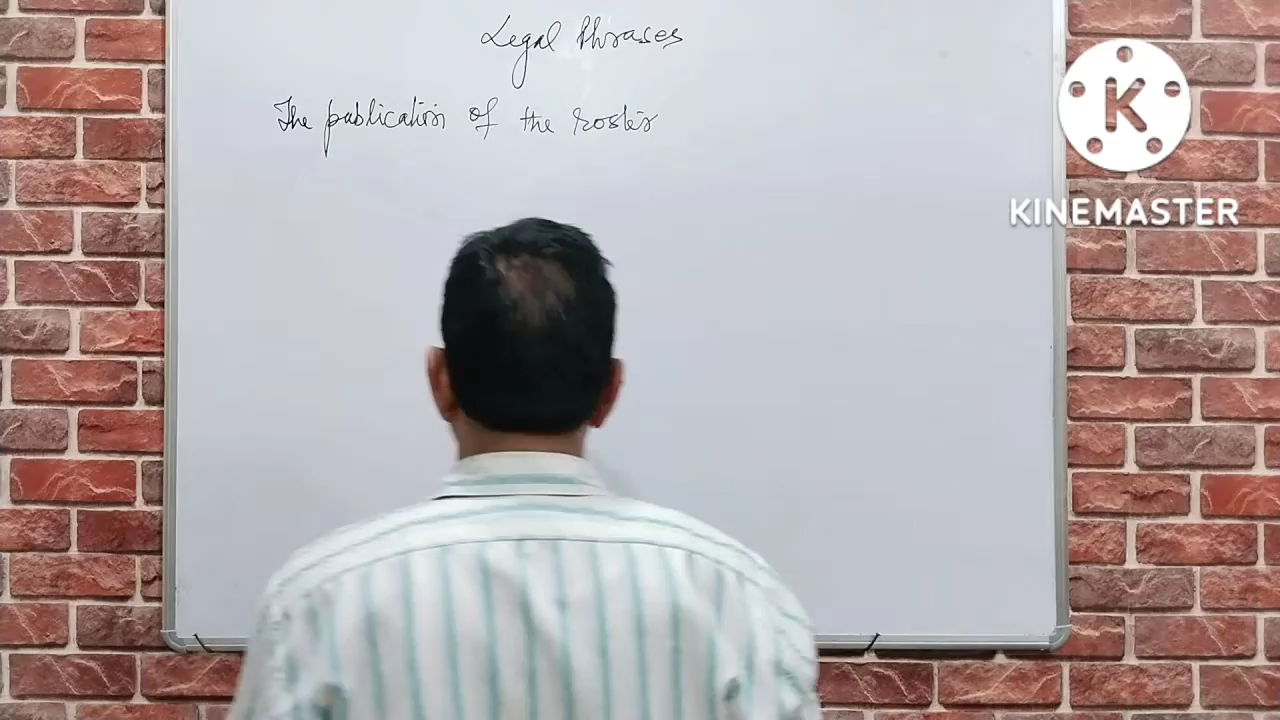 Legal Phrases
The publication of the roster
K
KINEMASTER